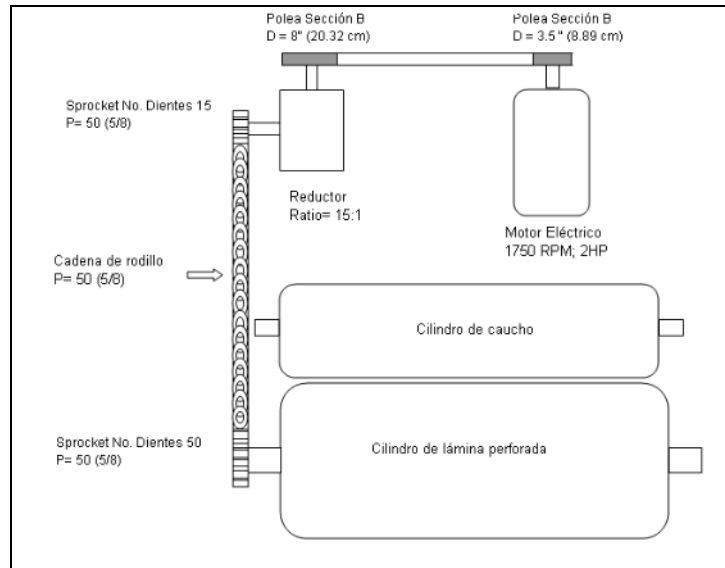 Polea Sección B
D = 8" (20.32 cm)
Polea Sección B
D = 3.5 " (8.89 cm)
Sprocket No. Dientes 15
P= 50 (5/8)
Reductor
Ratio= 15:1
Motor Eléctrico
1750 RPM; 2HP
Cadena de rodillo
P= 50 (5/8)
Cilindro de caucho
Sprocket No. Dientes 50
P= 50 (5/8)
Cilindro de lámina perforada